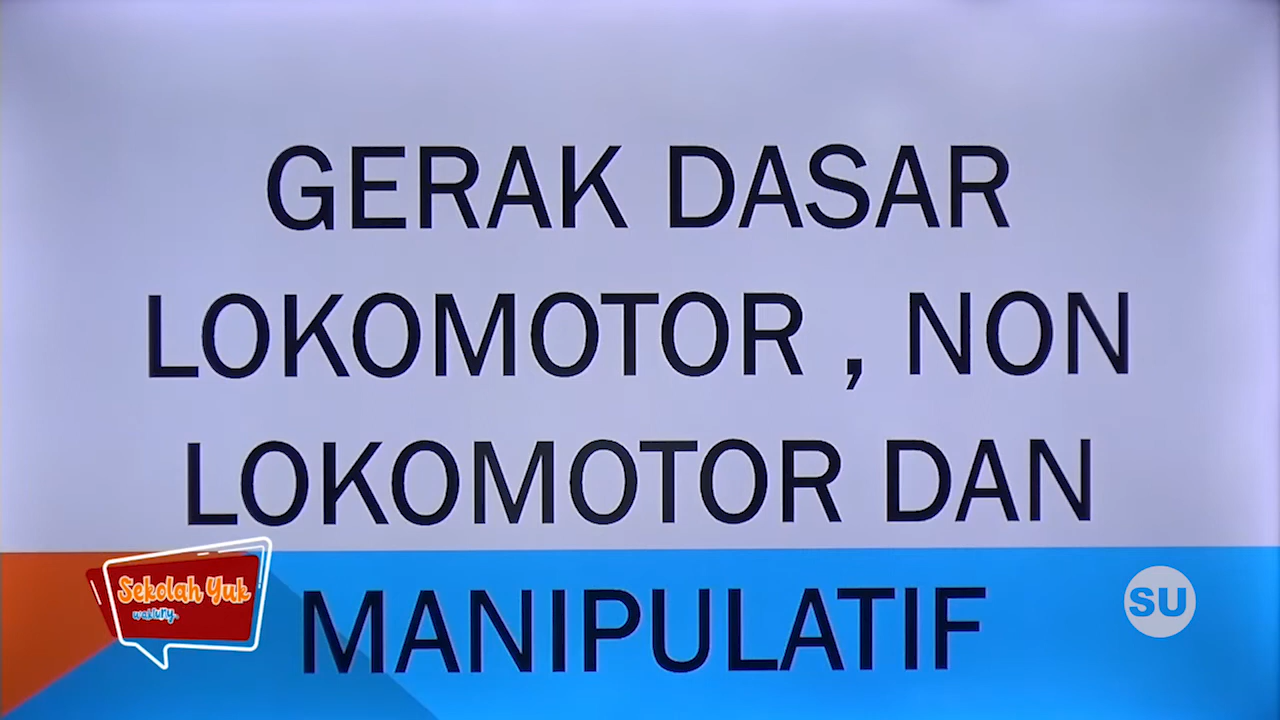 GERAK DASAR
LOKOMOTOR , NON
LOKOMOTOR DAN
MANIPULATIF
Sekolah Yuk
SU